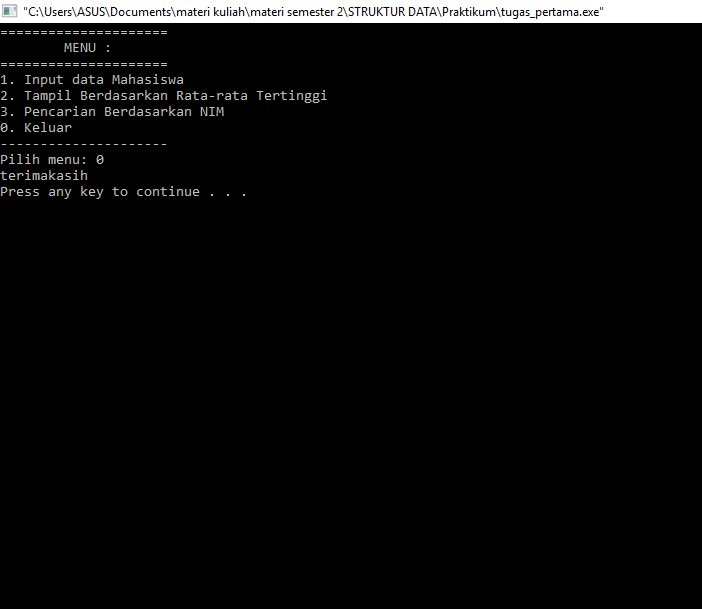 "C:\Users\ASUS\Documents\materi kuliah\materi semester 2\STRUKTUR DATA\Praktikum\tugas_pertama.exe"
=====================
        MENU :
=====================
1. Input data Mahasiswa
2. Tampil Berdasarkan Rata-rata Tertinggi
3. Pencarian Berdasarkan NIM
0. Keluar
---------------------
Pilih menu: 0
terimakasih
Press any key to continue . . .